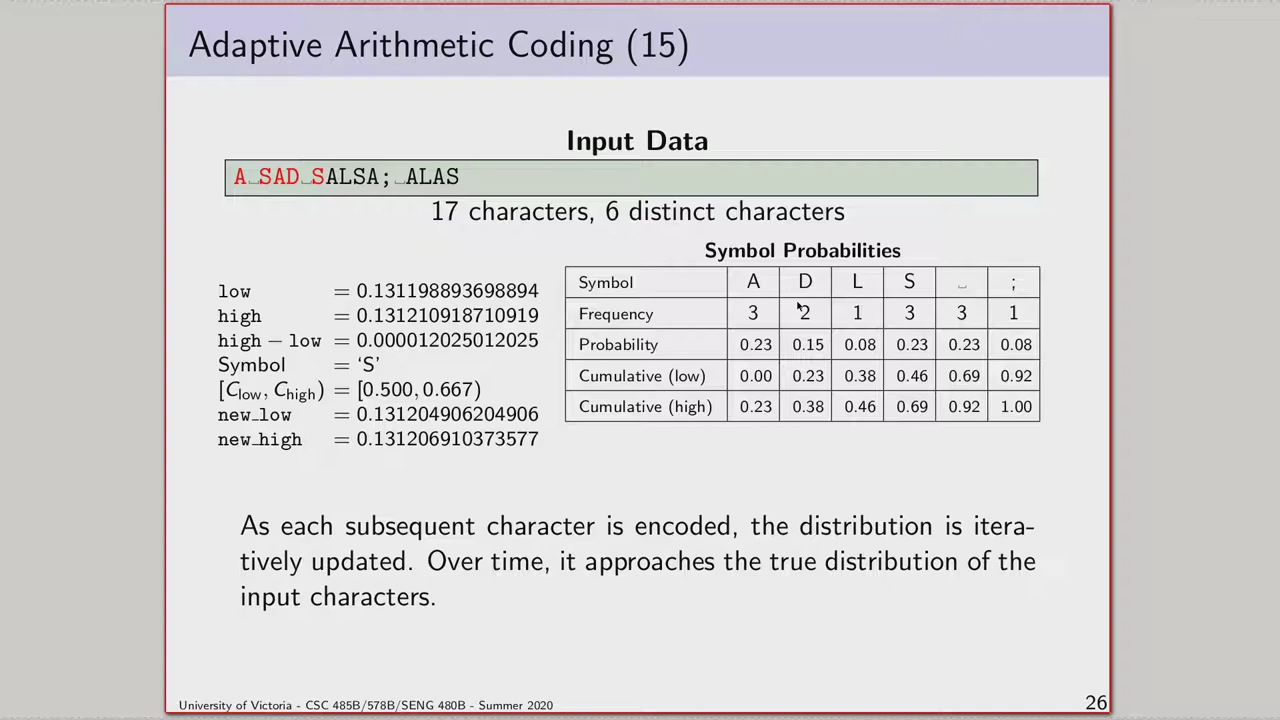 Adaptive Arithmetic Coding (15)
Input Data
A␣SAD␣SALSA;␣ALAS
17 characters, 6 distinct characters
Symbol Probabilities
Symbol A D L S ␣ ;
Frequency 3 2 1 3 3 1
Probability 0.23 0.15 0.08 0.23 0.23 0.08
Cumulative (low) 0.00 0.23 0.38 0.46 0.69 0.92
Cumulative (high) 0.23 0.38 0.46 0.69 0.92 1.00
low = 0.131198893698894
high = 0.131210918710919
high − low = 0.000012025012025
Symbol = ‘S’
[Clow, Chigh) = [0.500, 0.667)
new_low = 0.131204906204906
new_high = 0.131206910373577
As each subsequent character is encoded, the distribution is itera-
tively updated. Over time, it approaches the true distribution of the
input characters.
University of Victoria - CSC 485B/578B/SENG 480B - Summer 2020
26